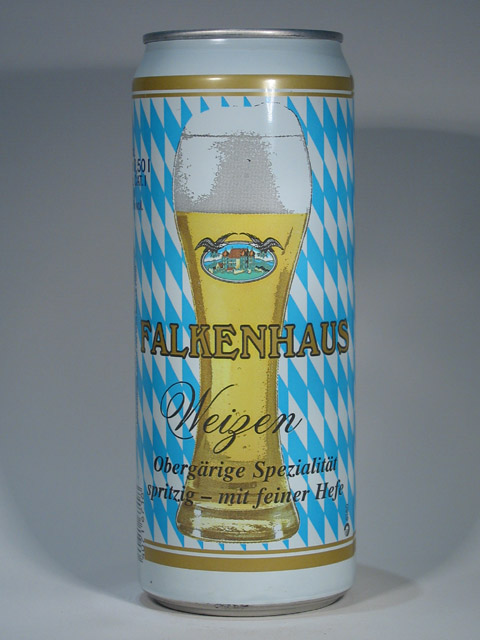 FALKENHAUS
Weizen
Obergärige Spezialität
spritzig – mit feiner Hefe